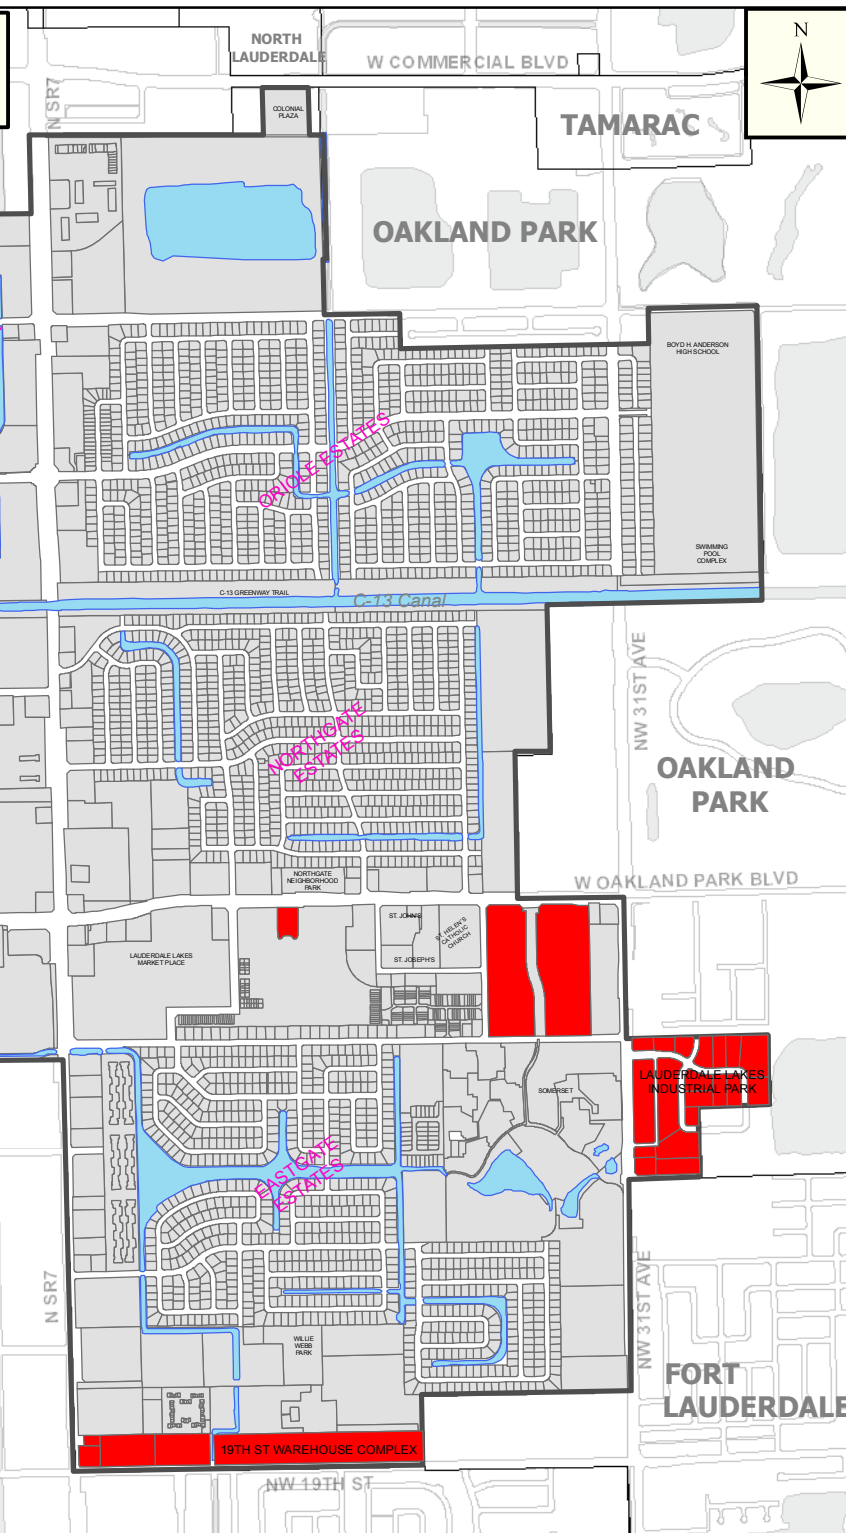 N
NORTH
LAUDERDALE
W COMMERCIAL BLVD
N SR7
COLONIAL
PLAZA
TAMARAC
OAKLAND PARK
BOYD H. ANDERSON
HIGH SCHOOL
ORIOLE ESTATES
SWIMMING
POOL
COMPLEX
C-13 GREENWAY TRAIL
C-13 Canal
NW 31ST AVE
NORTHGATE
ESTATES
OAKLAND
PARK
NORTHGATE
NEIGHBORHOOD
PARK
W OAKLAND PARK BLVD
ST. JOHN'S
ST. HELEN'S
CATHOLIC
CHURCH
LAUDERDALE LAKES
MARKET PLACE
ST. JOSEPH'S
LAUDERDALE LAKES
INDUSTRIAL PARK
SOMERSET
EASTGATE
ESTATES
N SR7
NW 31ST AVE
WILLIE
WEBB
PARK
FORT
LAUDERDALE
19TH ST WAREHOUSE COMPLEX
NW 19TH ST